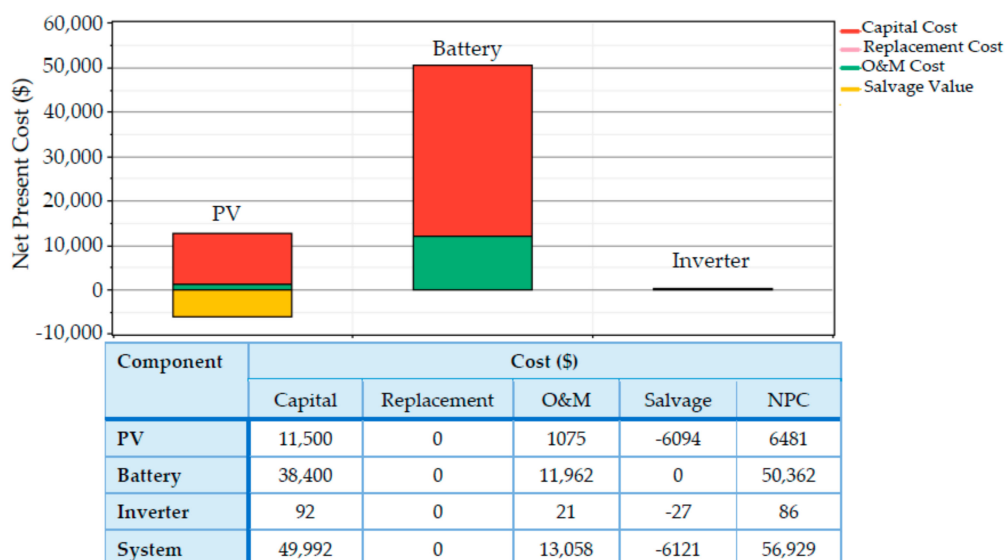 60,000
50,000
40,000
30,000
20,000
10,000
0
-10,000
Net Present Cost ($)
PV
Battery
Inverter
Capital Cost
Replacement Cost
O&M Cost
Salvage Value
Component Cost ($)
Capital Replacement O&M Salvage NPC
PV 11,500 0 1075 -6094 6481
Battery 38,400 0 11,962 0 50,362
Inverter 92 0 21 -27 86
System 49,992 0 13,058 -6121 56,929